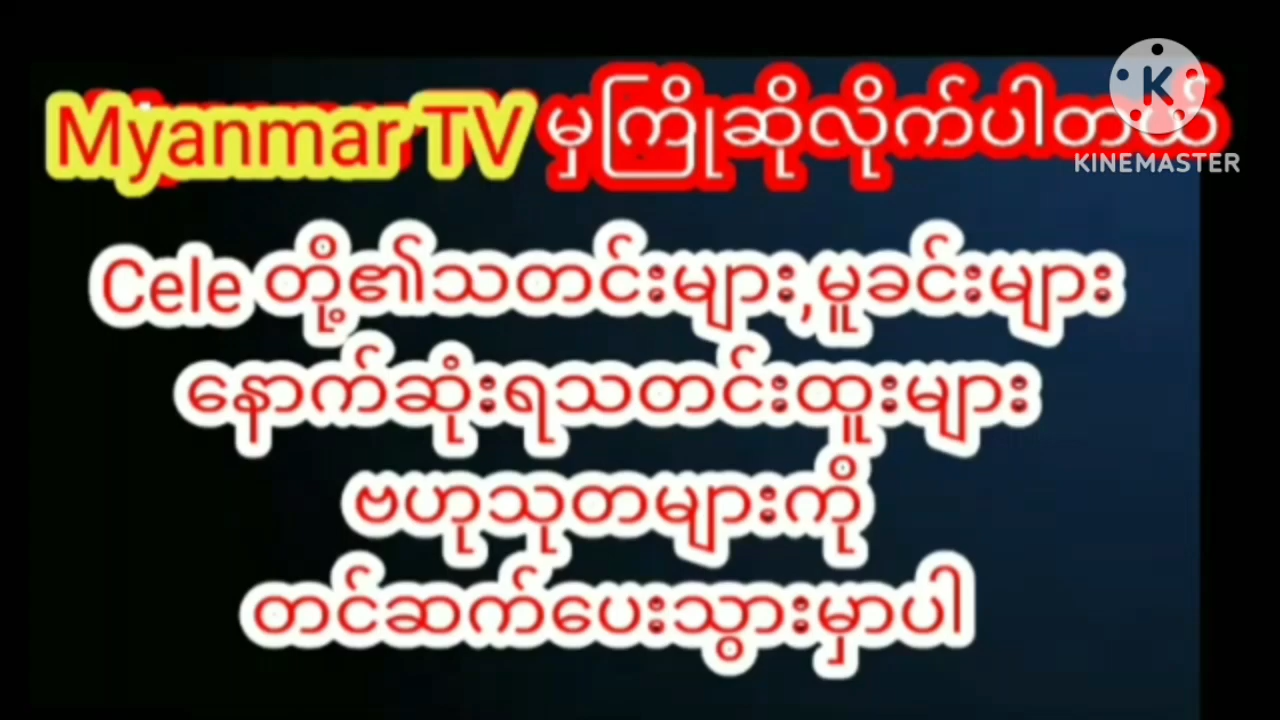 Myanmar TV မှကြိုဆိုလိုက်ပါတယ်
KINEMASTER
Cele တို့၏သတင်းများ,မူခင်းများ
နောက်ဆုံးရသတင်းထူးများ
ဗဟုသုတများကို
တင်ဆက်ပေးသွားမှာပါ